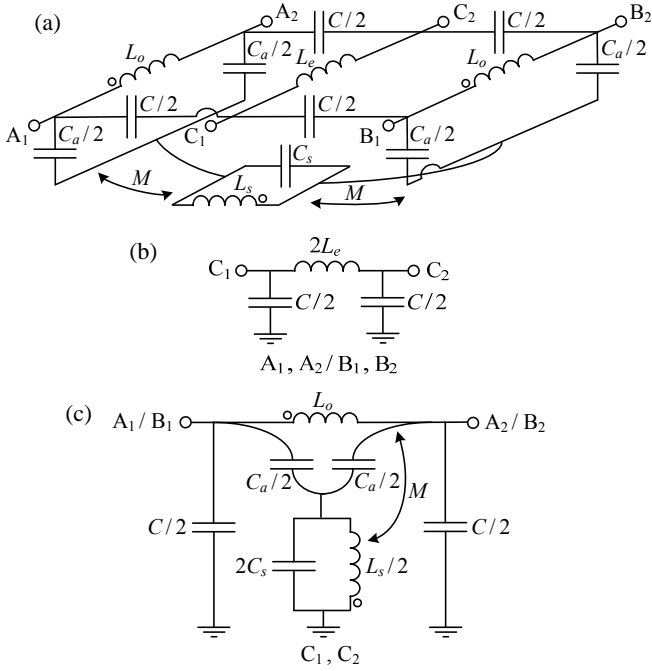 (a)
A₂ C/2 C₂ C/2 B₂
Lₒ Cₐ/2 Lₑ Lₒ Cₐ/2
A₁ Cₐ/2 C/2 C₁ C/2 B₁ Cₐ/2
Cₛ
M Lₛ M
(b)
2Lₑ
C₁ C₂
C/2 C/2
A₁, A₂/B₁, B₂
(c)
Lₒ
A₁/B₁ A₂/B₂
Cₐ/2 Cₐ/2 M
C/2 C/2
2Cₛ Lₛ/2
C₁, C₂